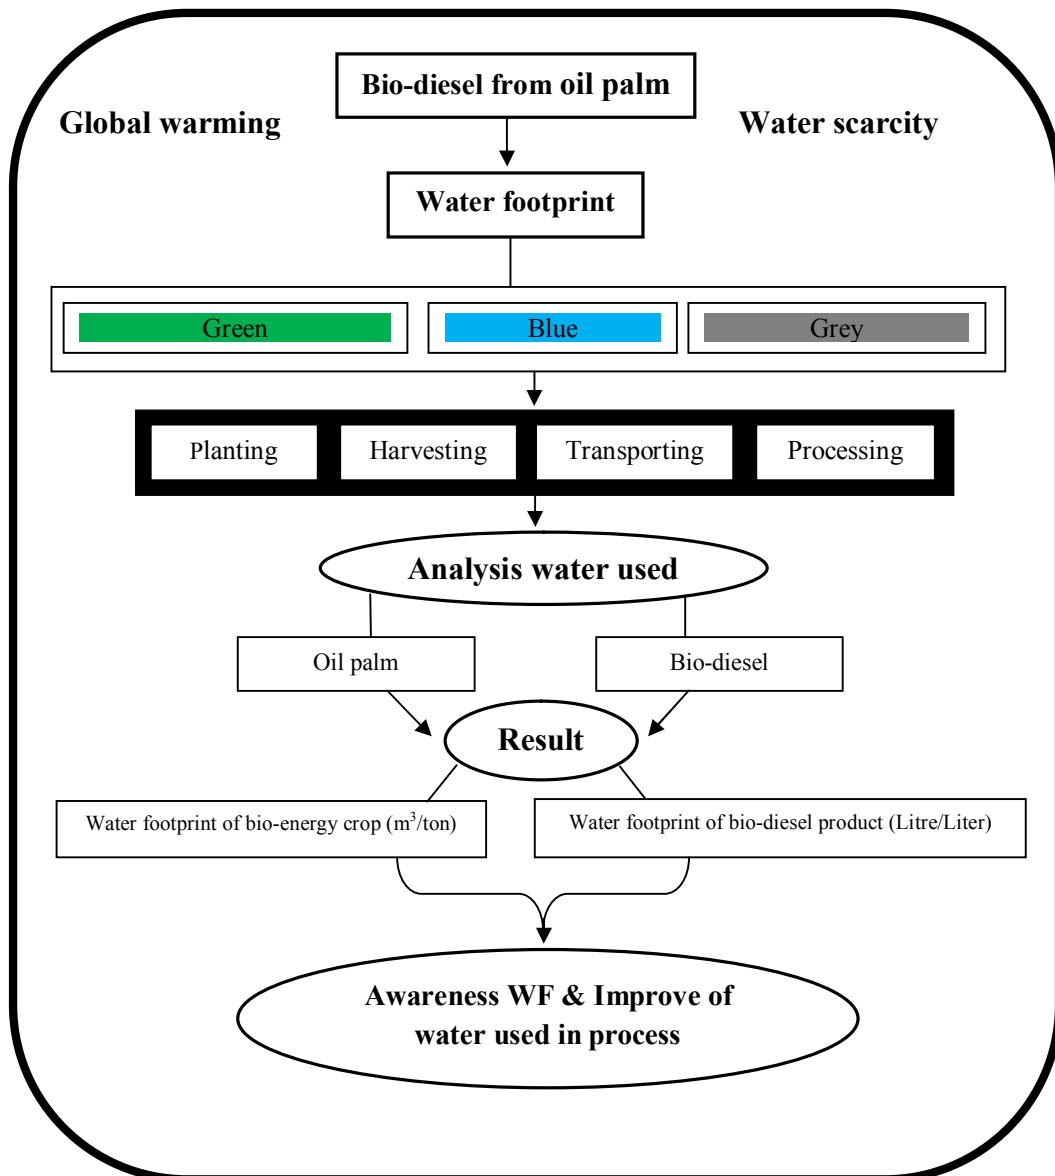 Bio-diesel from oil palm
Global warming
Water scarcity
Water footprint
Green
Blue
Grey
Planting
Harvesting
Transporting
Processing
Analysis water used
Oil palm
Bio-diesel
Result
Water footprint of bio-energy crop (m³/ton)
Water footprint of bio-diesel product (Litre/Liter)
Awareness WF & Improve of
water used in process